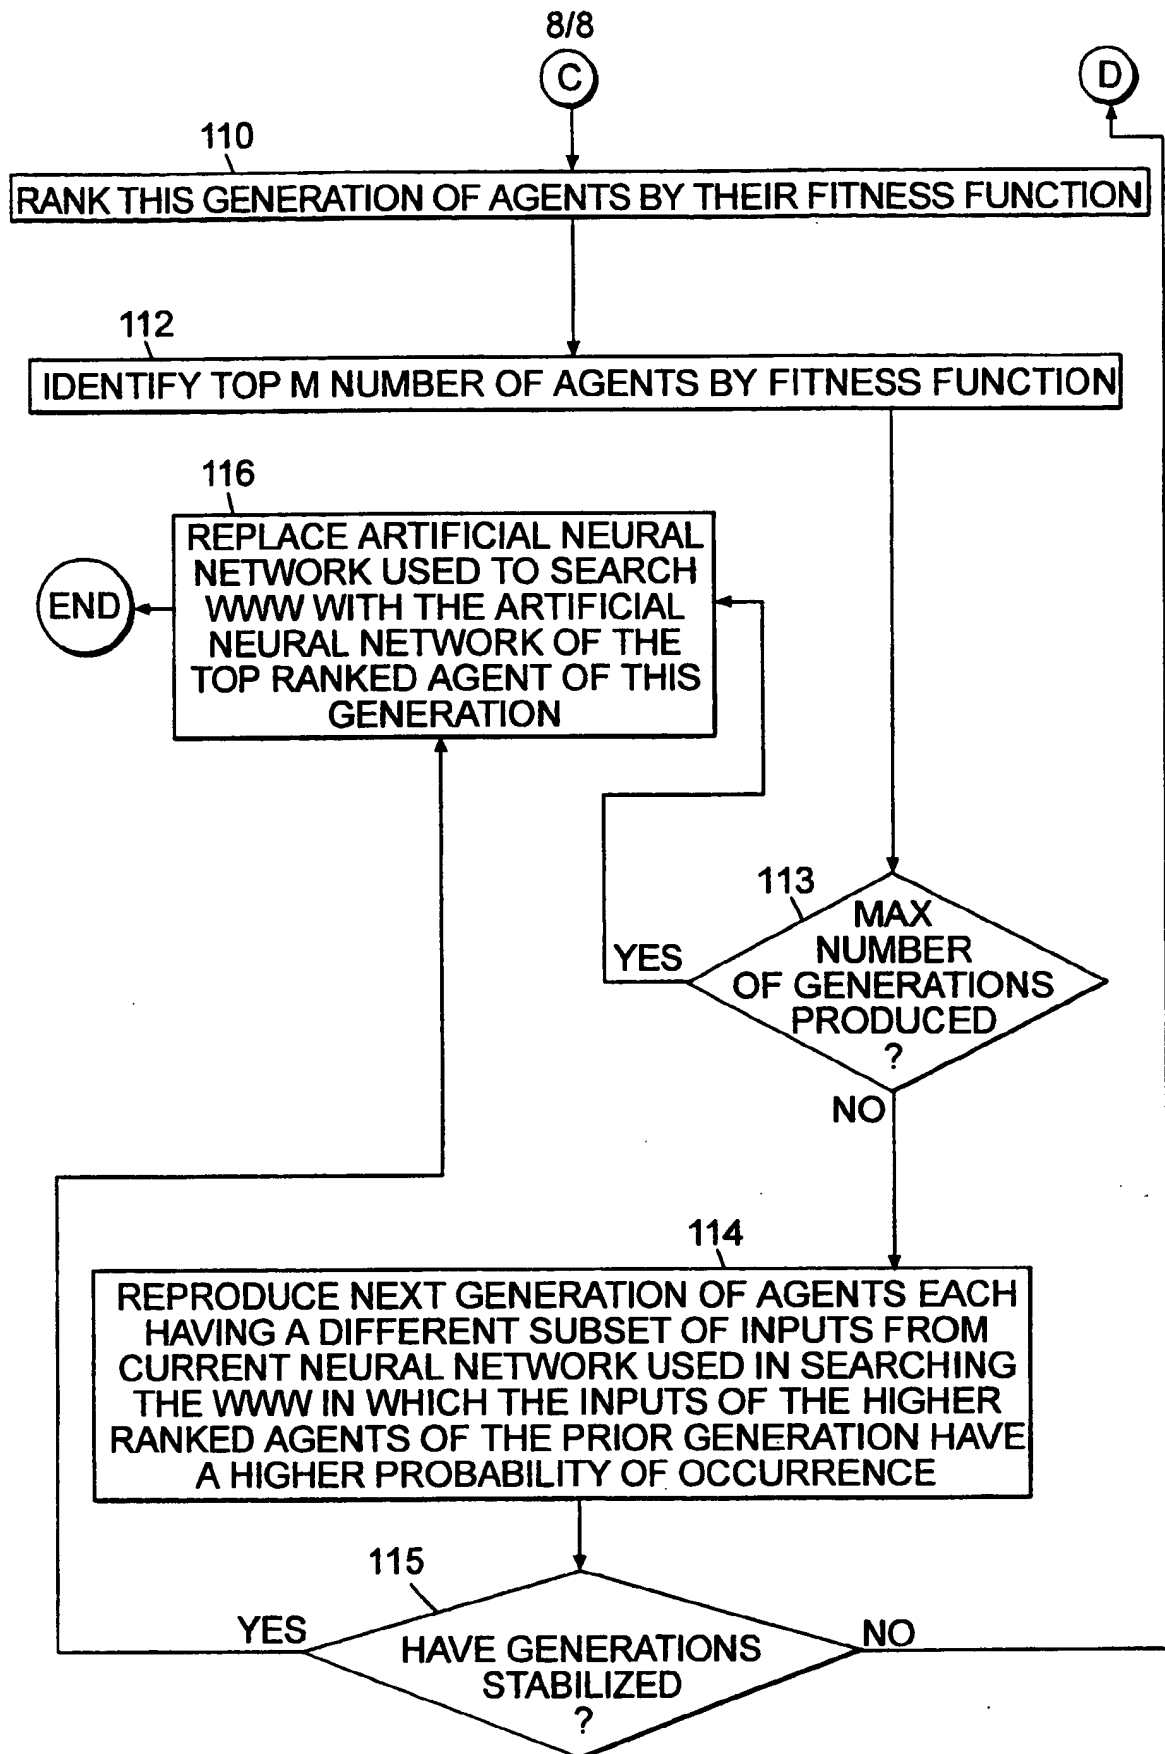 8/8
C
D
110
RANK THIS GENERATION OF AGENTS BY THEIR FITNESS FUNCTION
112
IDENTIFY TOP M NUMBER OF AGENTS BY FITNESS FUNCTION
116
REPLACE ARTIFICIAL NEURAL
NETWORK USED TO SEARCH
WWW WITH THE ARTIFICIAL
NEURAL NETWORK OF THE
TOP RANKED AGENT OF THIS
GENERATION
END
113
MAX
NUMBER
OF GENERATIONS
PRODUCED
?
YES
NO
114
REPRODUCE NEXT GENERATION OF AGENTS EACH
HAVING A DIFFERENT SUBSET OF INPUTS FROM
CURRENT NEURAL NETWORK USED IN SEARCHING
THE WWW IN WHICH THE INPUTS OF THE HIGHER
RANKED AGENTS OF THE PRIOR GENERATION HAVE
A HIGHER PROBABILITY OF OCCURRENCE
115
YES
HAVE GENERATIONS
STABILIZED
?
NO